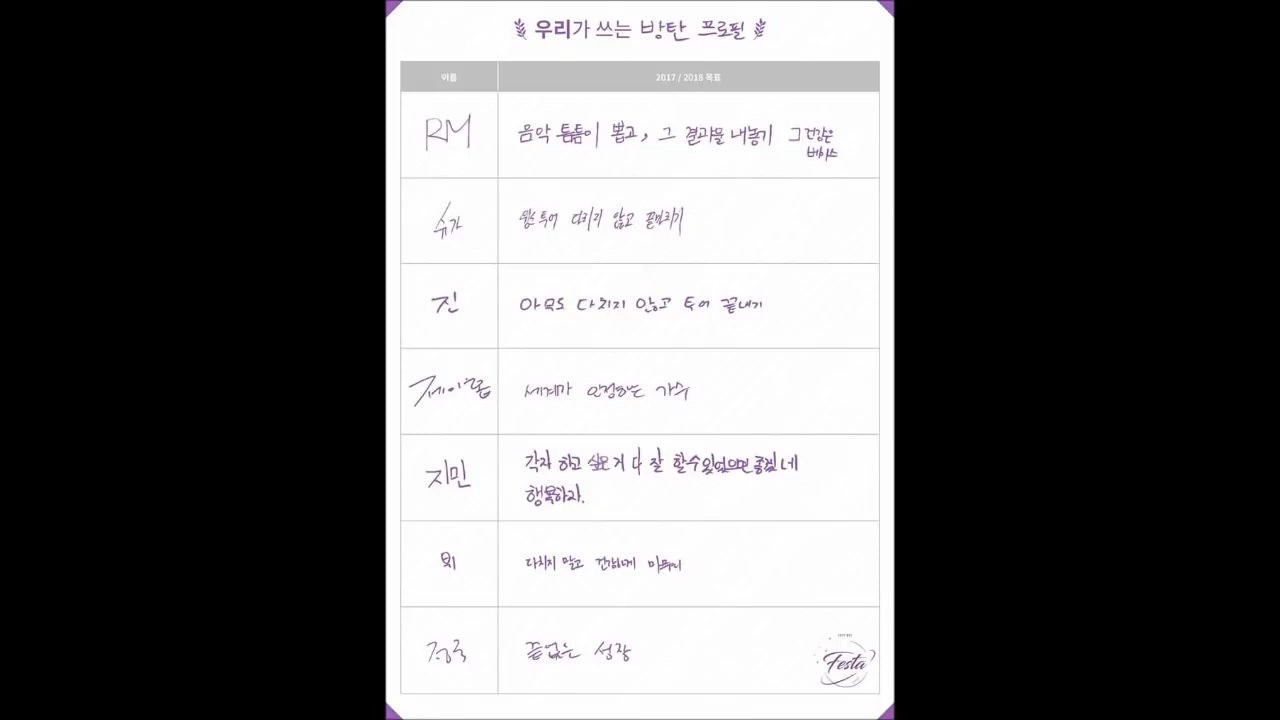 우리가 쓰는 방탄 프로필
이름 2017 / 2018 목표
RM 음악 틈틈이 뽑고, 그 결과물 내놓기 그 건강은
베이스
슈가 윙스투어 다치지 않고 끝마치기
진 아무도 다치지 않고 투어 끝내기
제이홉 세계가 인정하는 가수
지민 각자 하고 싶은 거 다 잘 할수있었으면 좋겠네
행복하자.
뷔 다치지 말고 건강하게 마무리
정국 끝없는 성장
Festa